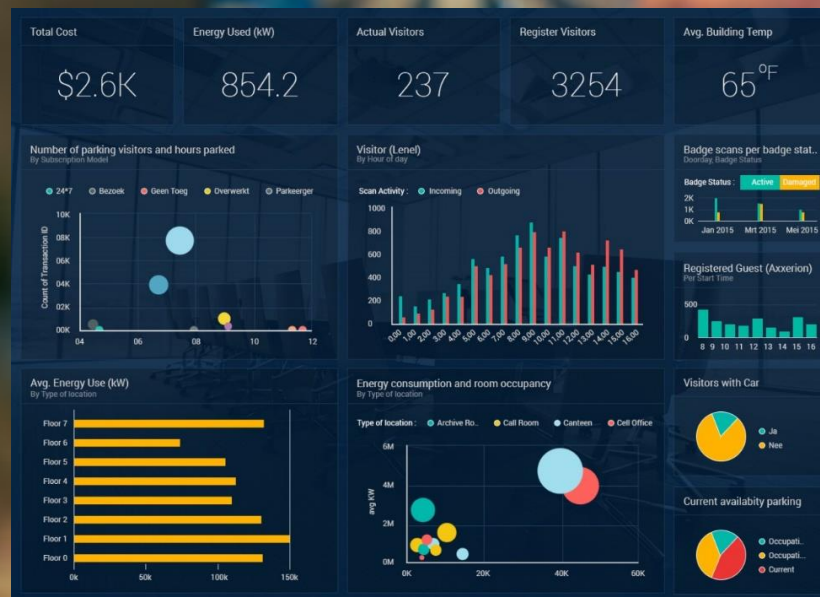 Total Cost
Energy Used (kW)
Actual Visitors
Register Visitors
Avg. Building Temp
$2.6K
854.2
237
3254
65°F
Number of parking visitors and hours parked
By Subscription Model
24*7 Bezoek Geen Toeg Overwerkt Parkeerger
Count of Transaction ID
10K
08K
04K
02K
00K
04 06 08 10 12
Visitor (Lenel)
By Hour of day
Scan Activity : Incoming Outgoing
1000
800
600
400
200
0
0,00 1,00 2,00 3,00 4,00 5,00 6,00 7,00 8,00 9,00 10,00 11,00 12,00 13,00 14,00 15,00 16,00
Badge scans per badge stat..
Doorday, Badge Status
Badge Status : Active Damaged
2K
1K
0K
Jan 2015 Mrt 2015 Mei 2015
Registered Guest (Axxerion)
Per Start Time
500
0
8 9 10 11 12 13 14 15 16
Avg. Energy Use (kW)
By Type of location
Floor 7
Floor 6
Floor 5
Floor 4
Floor 3
Floor 2
Floor 1
Floor 0
0k 50k 100k 150k
Energy consumption and room occupancy
By Type of location
Type of location : Archive Ro.. Call Room Canteen Cell Office
avg KW
6M
4M
2M
0M
0K 20K 40K 60K
Visitors with Car
Ja
Nee
Current availabity parking
Occupati..
Occupati...
Current